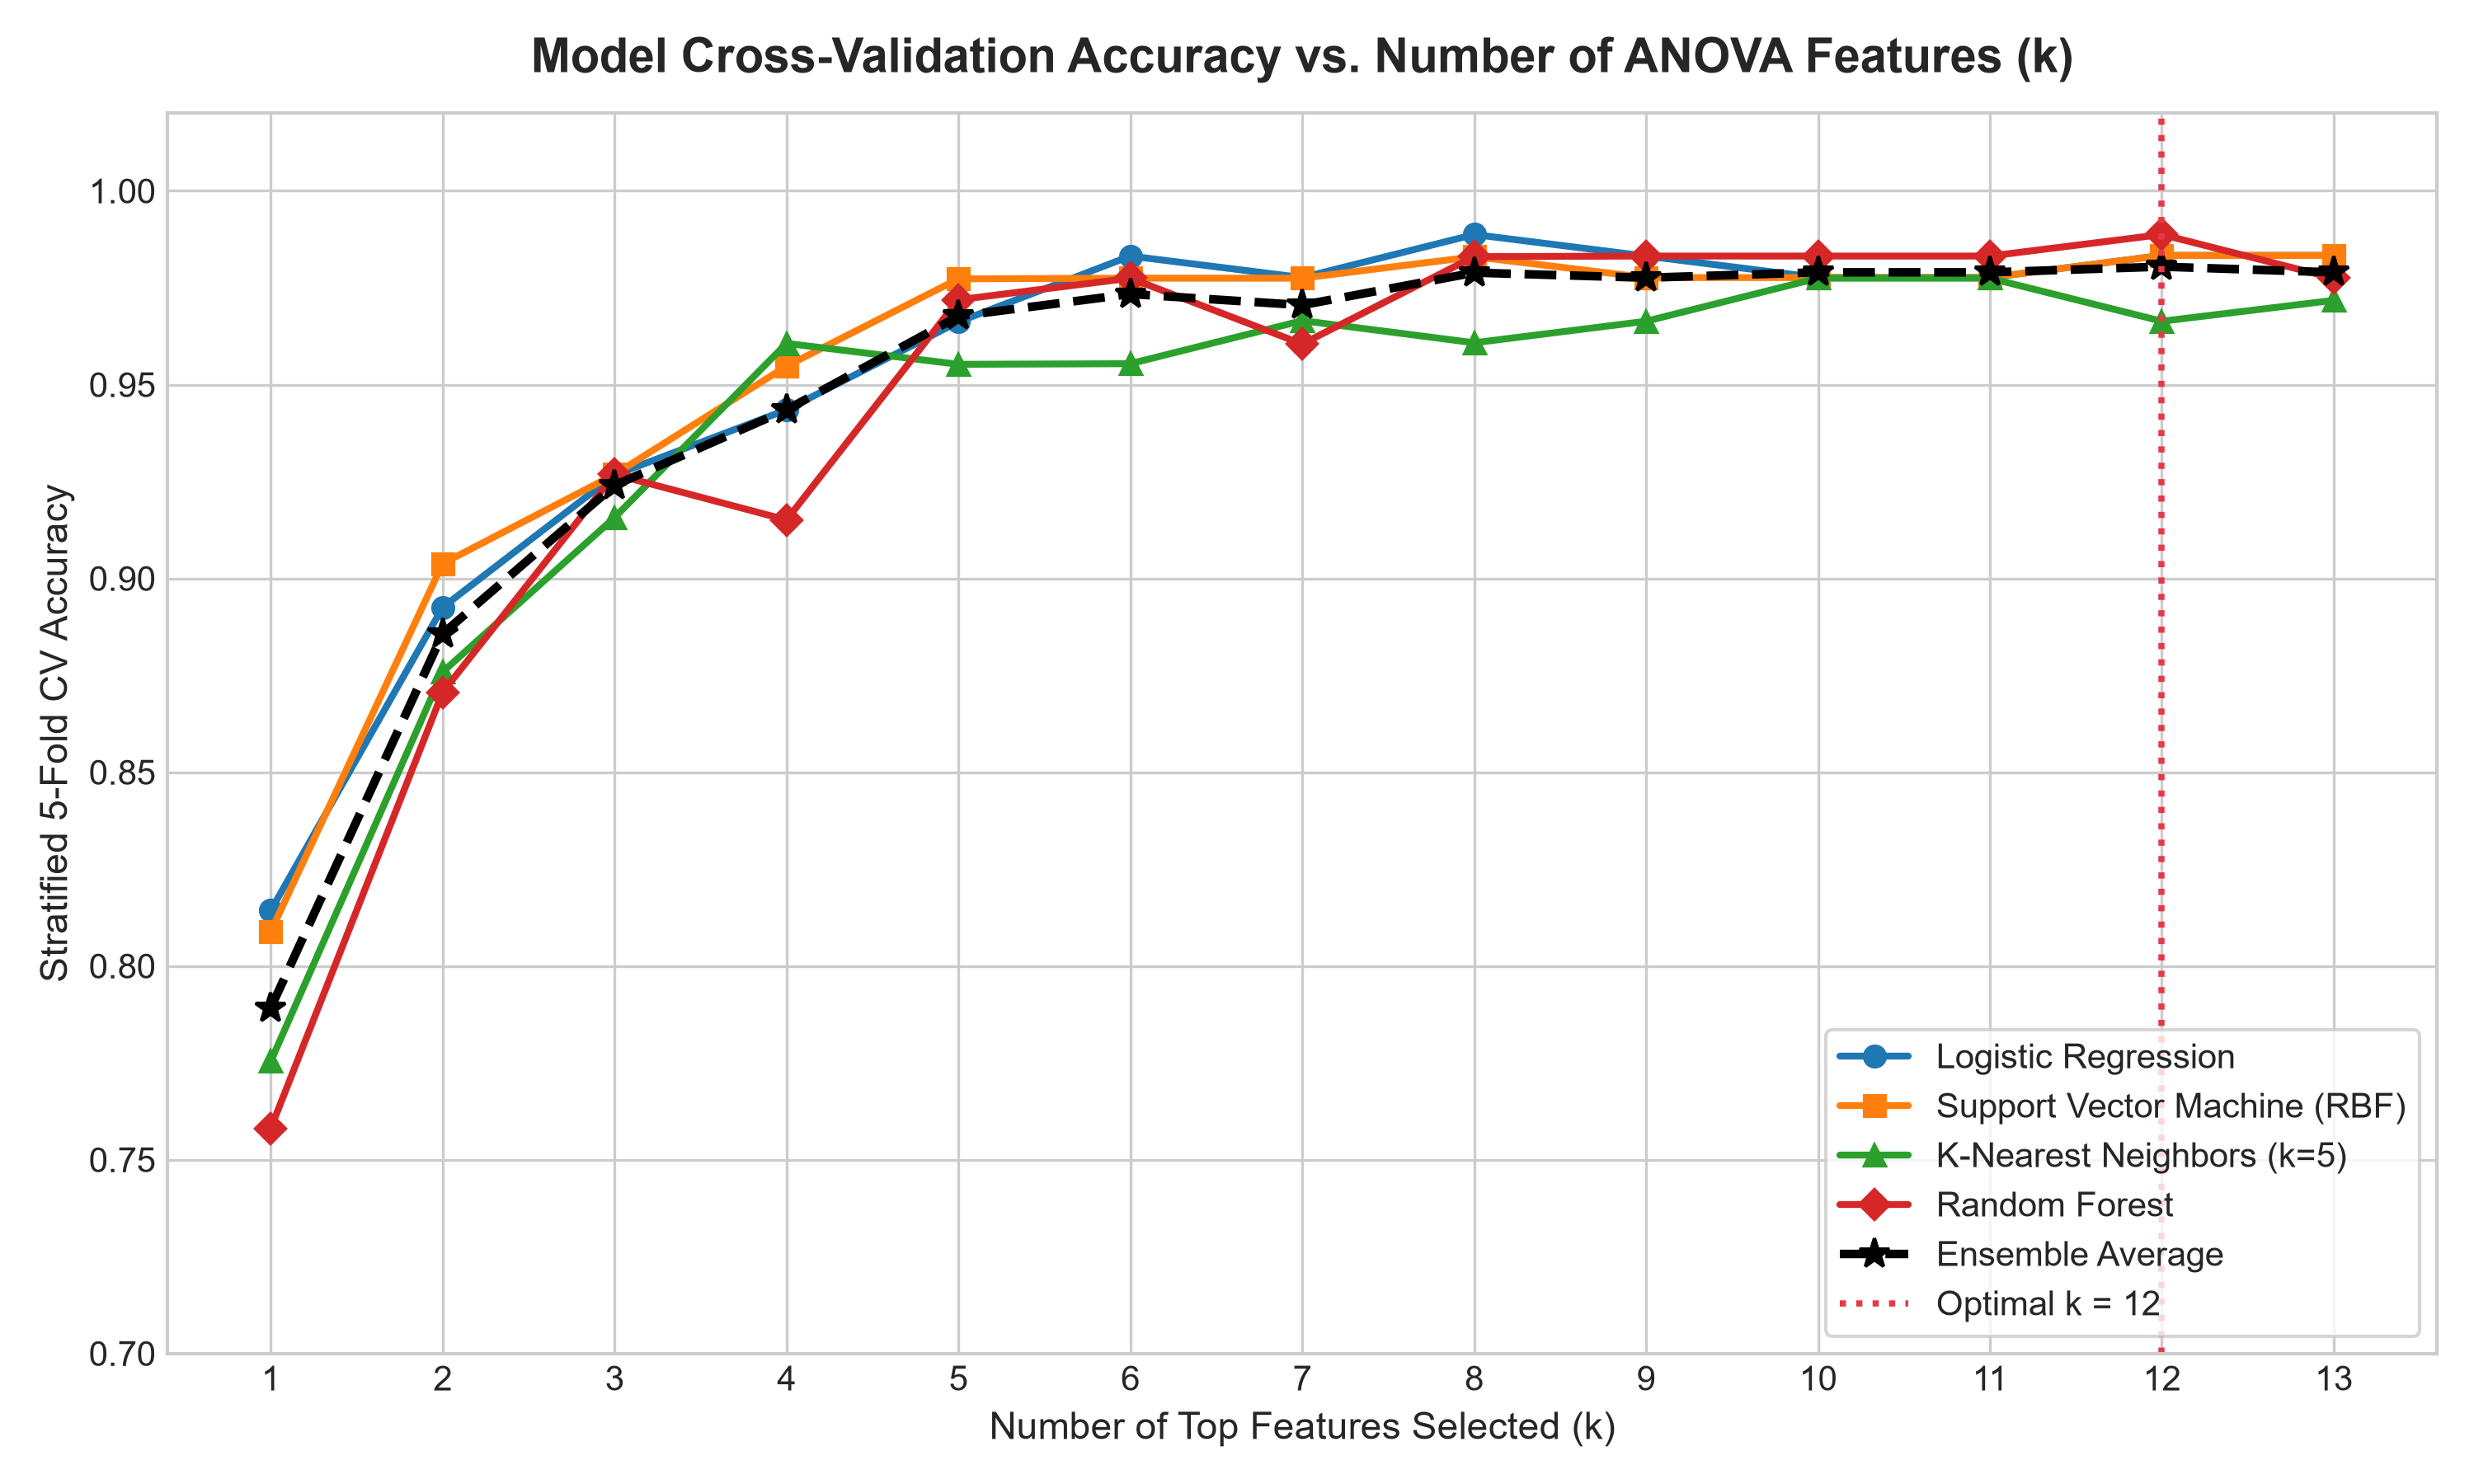 Model Cross-Validation Accuracy vs. Number of ANOVA Features (k)
Stratified 5-Fold CV Accuracy
1.00
0.95
0.90
0.85
0.80
0.75
0.70
Logistic Regression
Support Vector Machine (RBF)
K-Nearest Neighbors (k=5)
Random Forest
Ensemble Average
Optimal k = 12
1 2 3 4 5 6 7 8 9 10 11 12 13
Number of Top Features Selected (k)